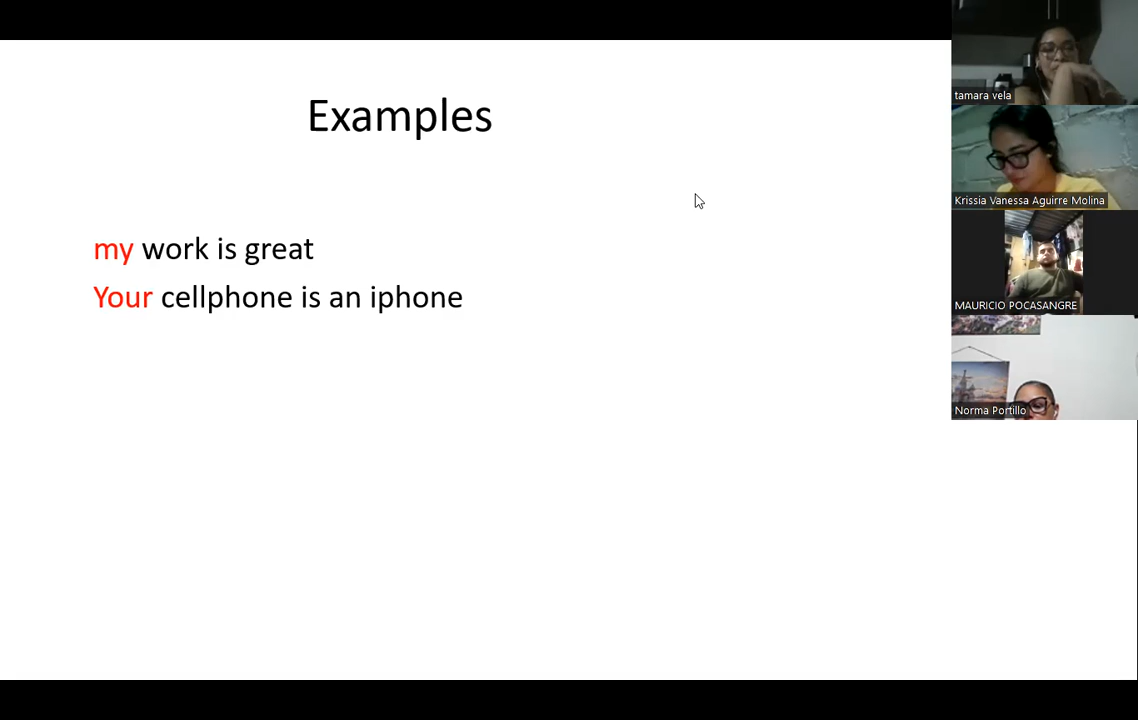 Examples
my work is great
Your cellphone is an iphone
tamara vela
Krissia Vanessa Aguirre Molina
MAURICIO POCASANGRE
Norma Portillo